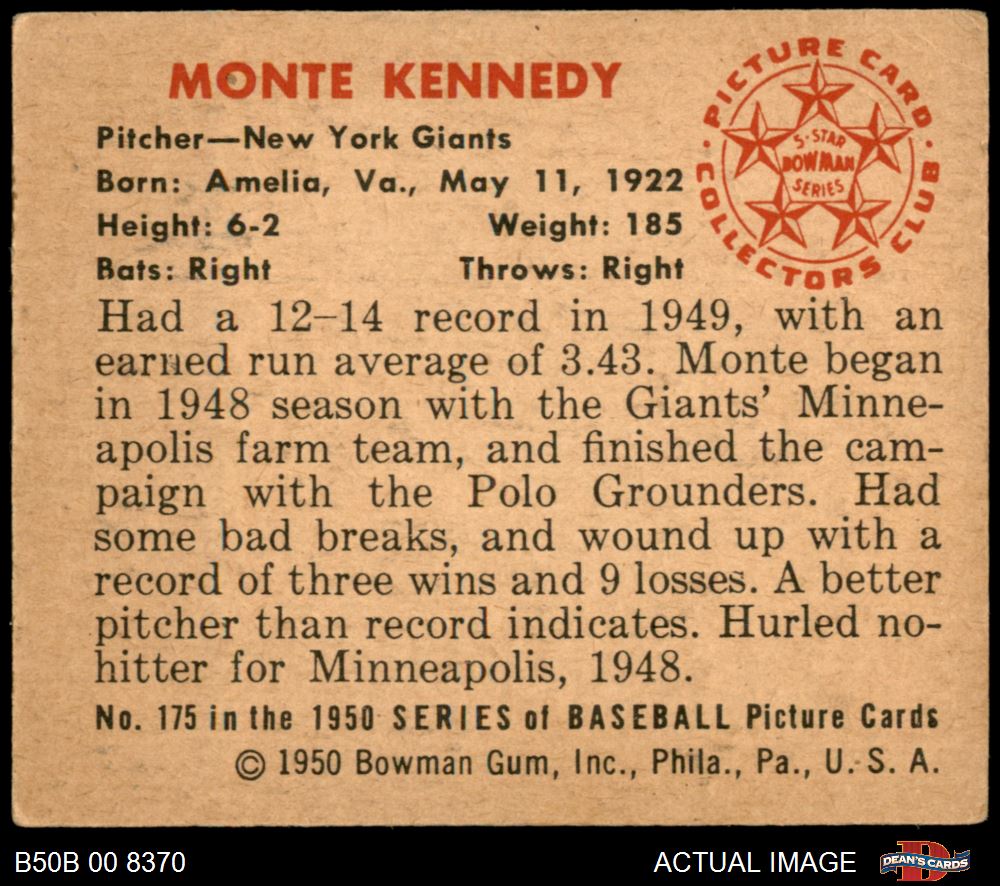 MONTE KENNEDY
Pitcher—New York Giants
Born: Amelia, Va., May 11, 1922
Height: 6-2 Weight: 185
Bats: Right Throws: Right
PICTURE CARD · COLLECTORS CLUB ·
5-STAR
BOWMAN
SERIES
Had a 12–14 record in 1949, with an
earned run average of 3.43. Monte began
in 1948 season with the Giants' Minne-
apolis farm team, and finished the cam-
paign with the Polo Grounders. Had
some bad breaks, and wound up with a
record of three wins and 9 losses. A better
pitcher than record indicates. Hurled no-
hitter for Minneapolis, 1948.
No. 175 in the 1950 SERIES of BASEBALL Picture Cards
© 1950 Bowman Gum, Inc., Phila., Pa., U. S. A.
B50B 00 8370 ACTUAL IMAGE DEAN'S CARDS